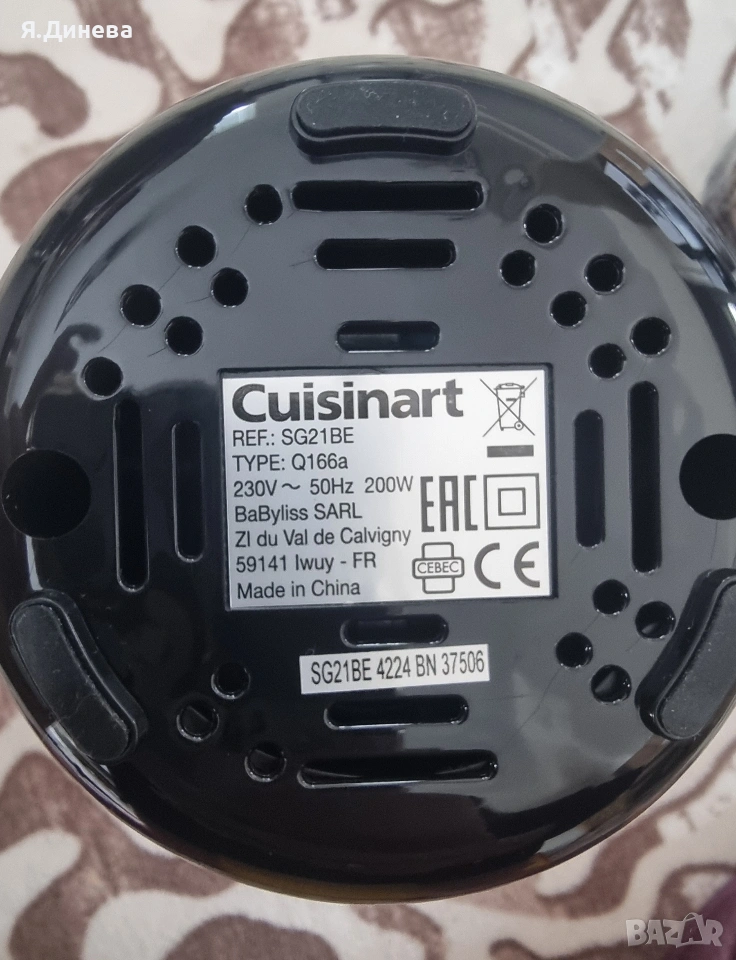 Я.Динева
Cuisinart
REF.: SG21BE
TYPE: Q166a
230V ~ 50Hz 200W
BaByliss SARL
ZI du Val de Calvigny
59141 Iwuy - FR
Made in China
EAC
CEBEC
CE
SG21BE 4224 BN 37506
BAZAR